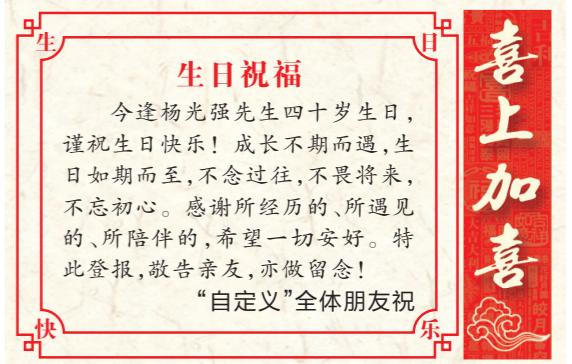 生 日
生日祝福
今逢杨光强先生四十岁生日,
谨祝生日快乐！成长不期而遇,生
日如期而至,不念过往,不畏将来,
不忘初心。感谢所经历的、所遇见
的、所陪伴的,希望一切安好。特
此登报,敬告亲友,亦做留念！
“自定义”全体朋友祝
快 乐
喜上加喜